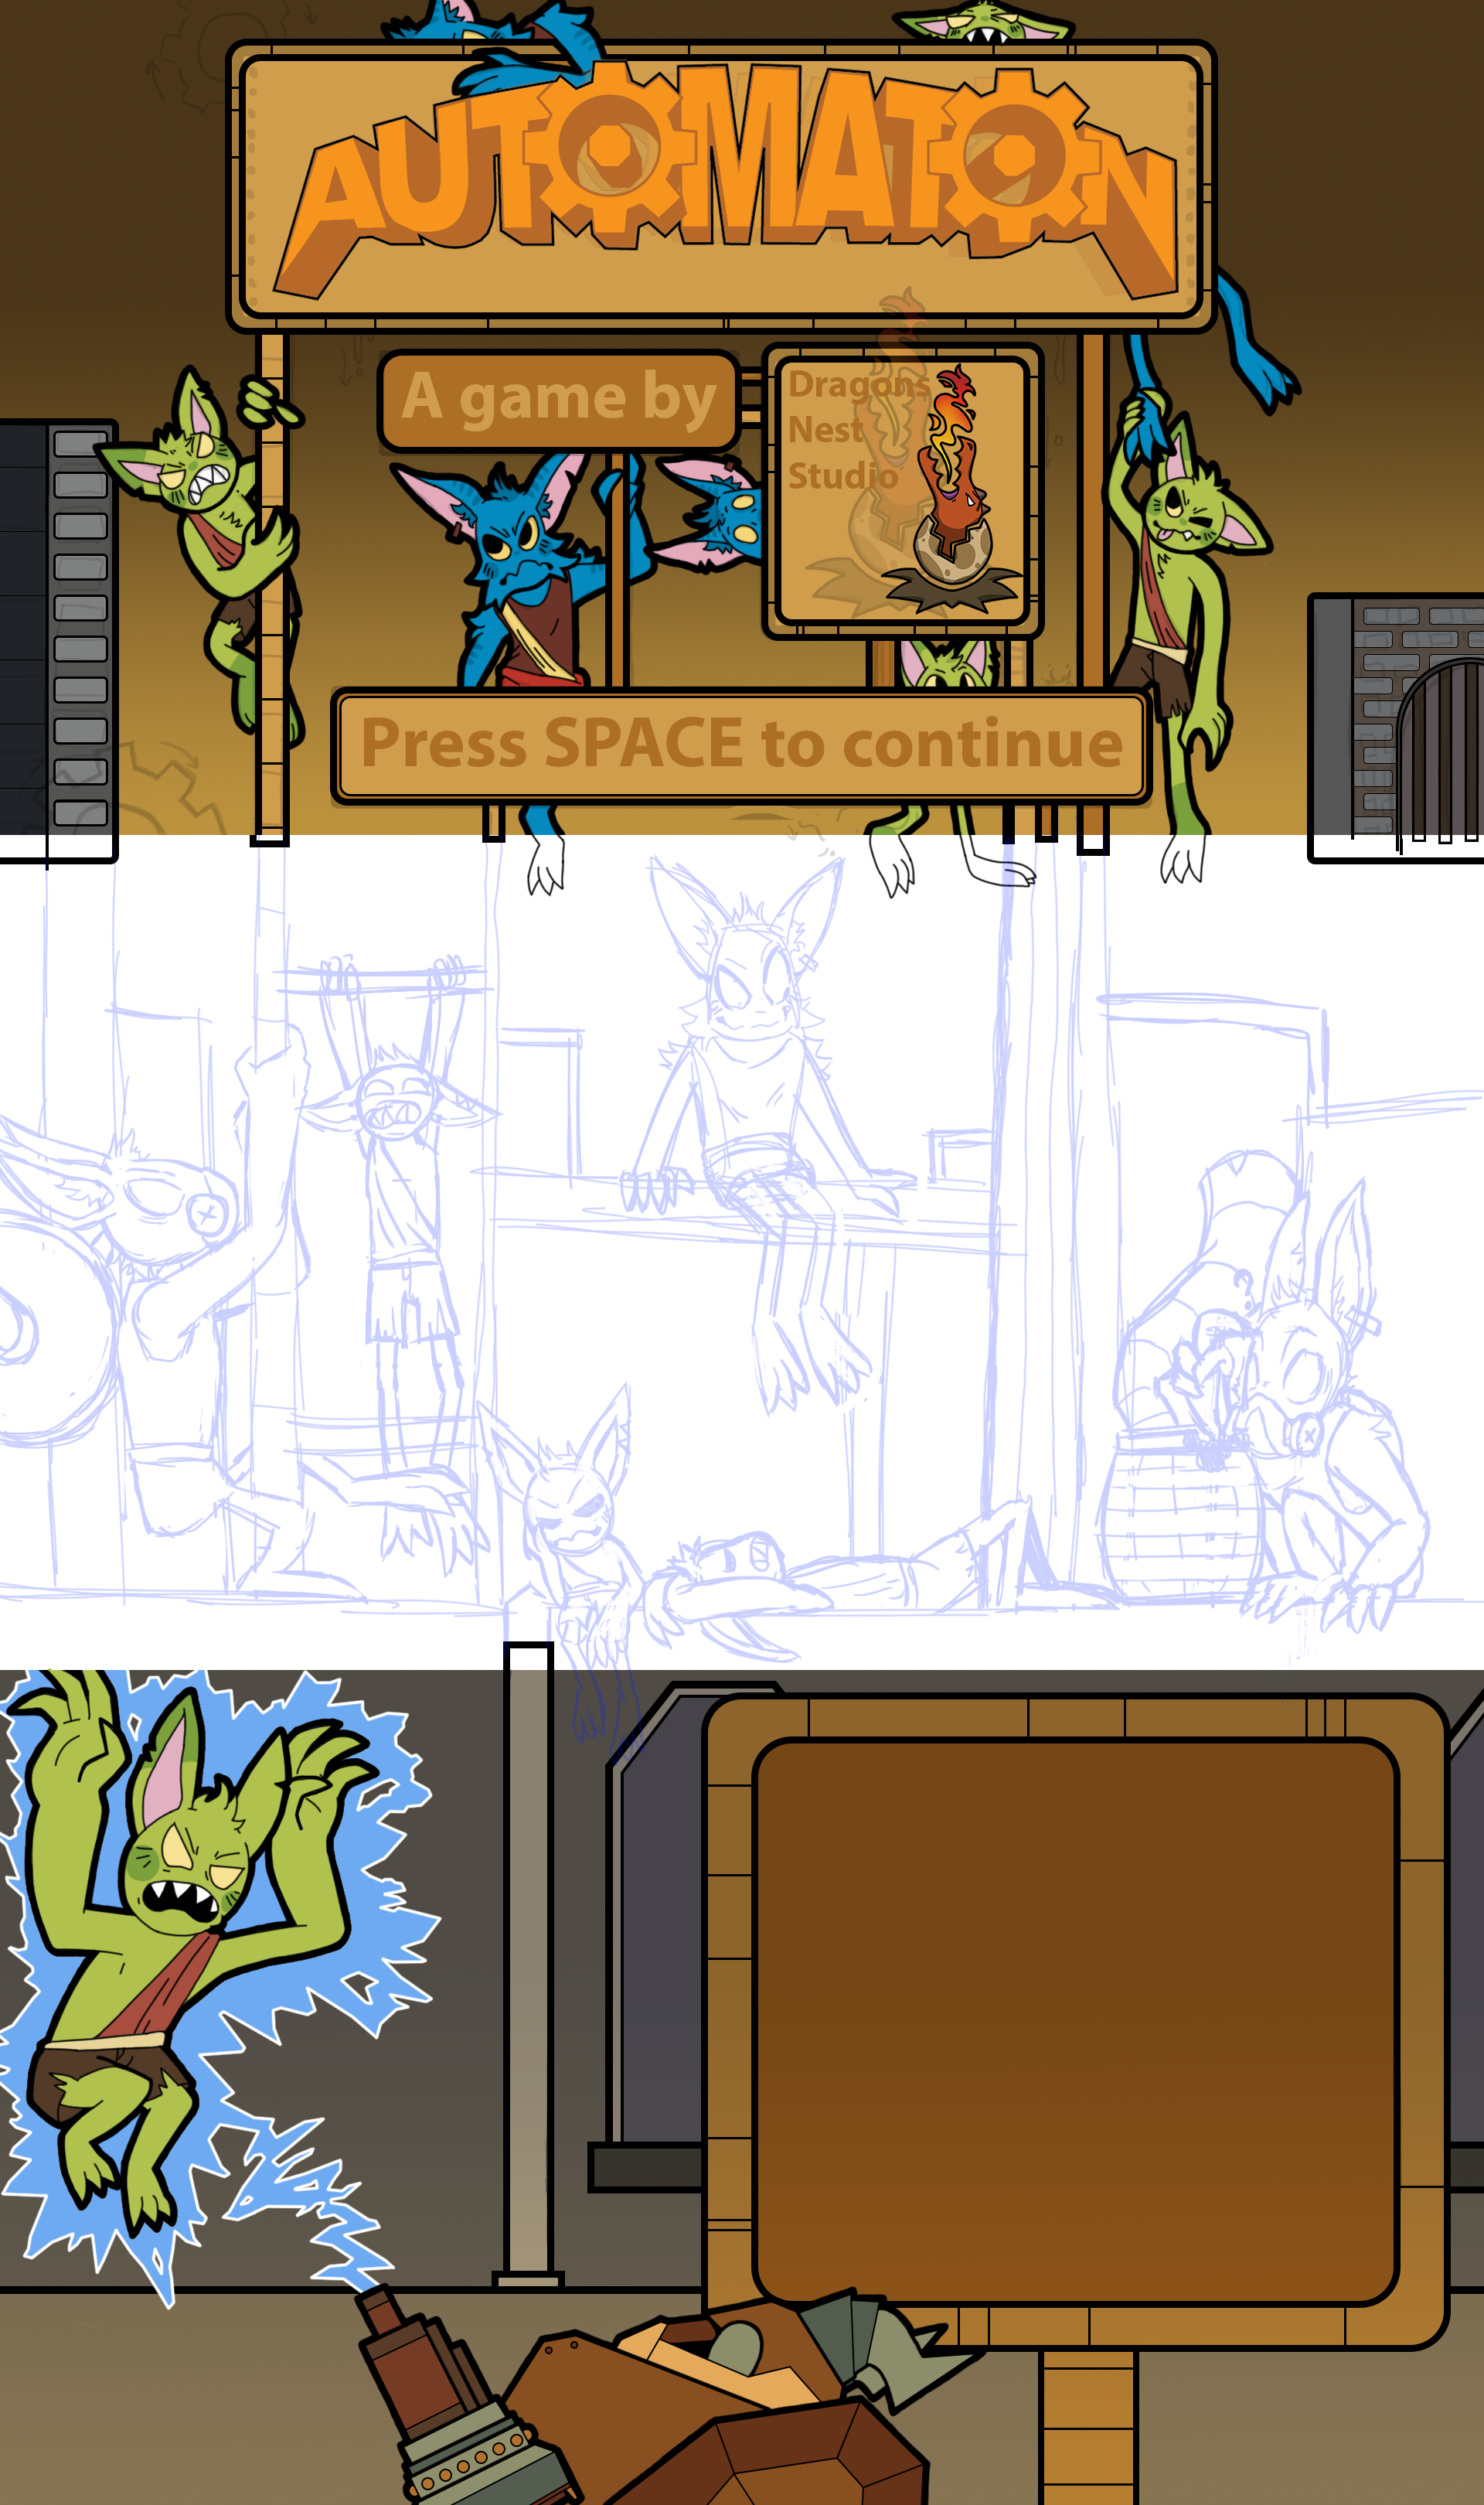 AUTOMATON
A game by
Dragons
Nest
Studio
Press SPACE to continue